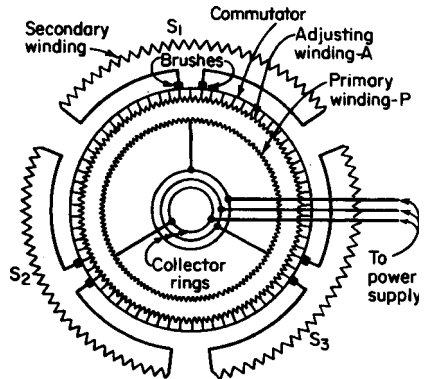 Secondary
winding
S1
Commutator
Brushes
Adjusting
winding-A
Primary
winding-P
Collector
rings
To
power
supply
S2
S3